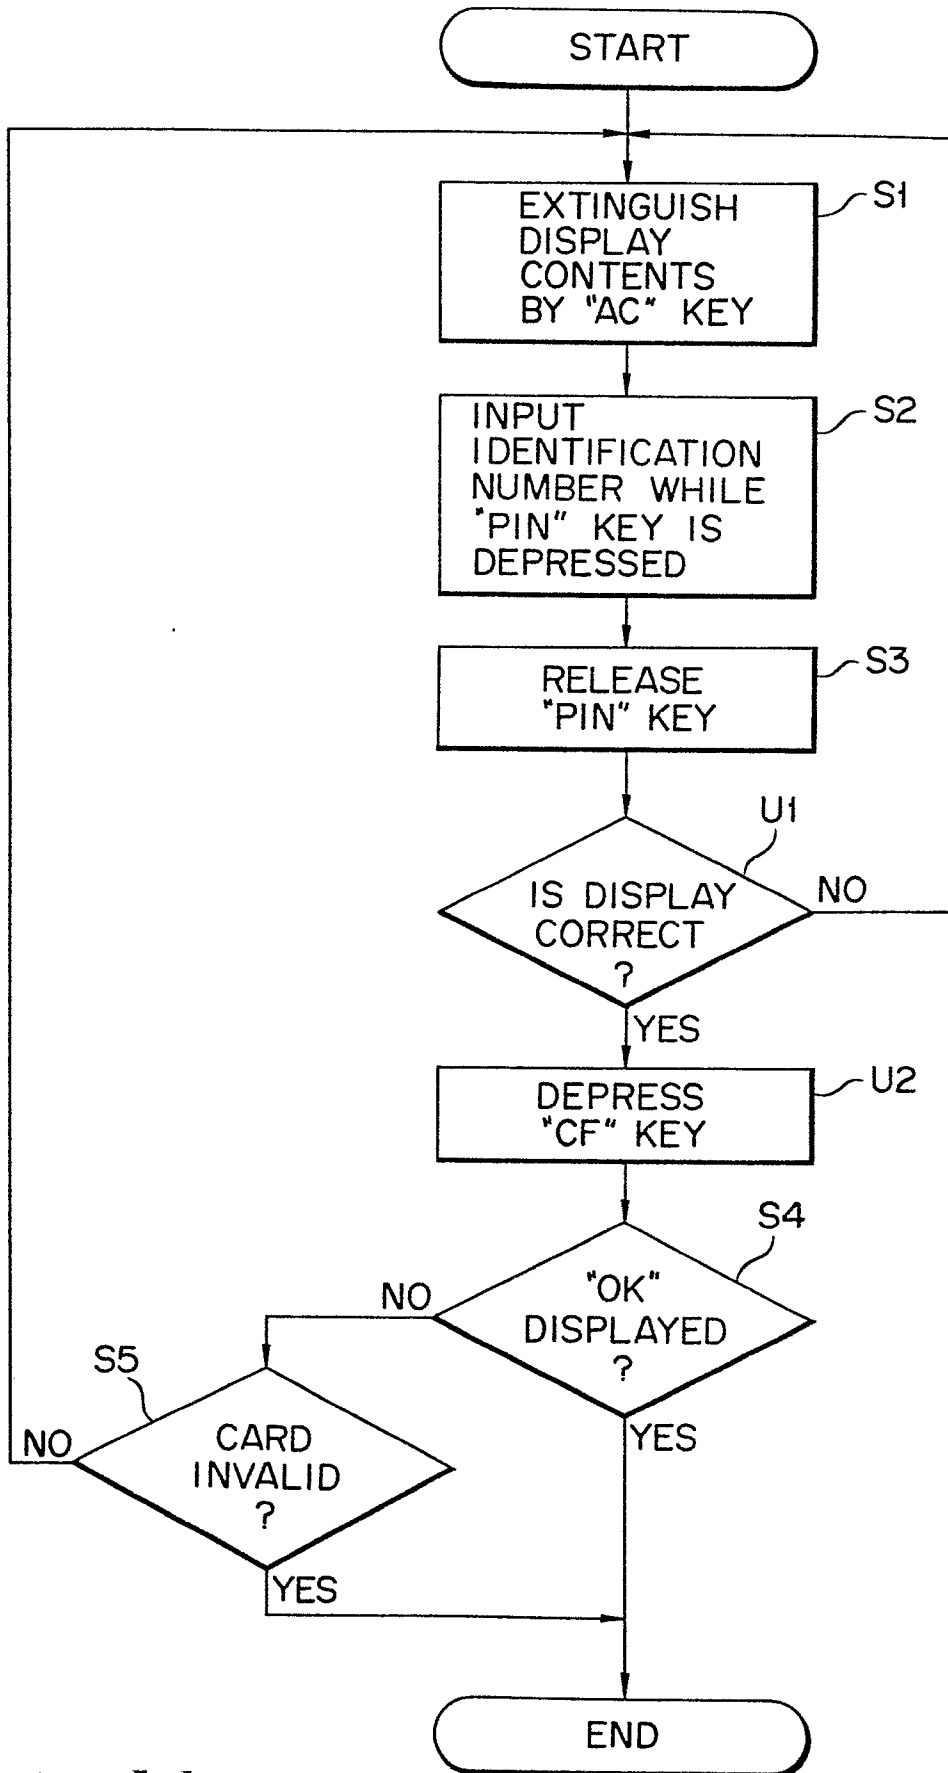 START
S1
EXTINGUISH
DISPLAY
CONTENTS
BY "AC" KEY
S2
INPUT
IDENTIFICATION
NUMBER WHILE
"PIN" KEY IS
DEPRESSED
S3
RELEASE
"PIN" KEY
U1
IS DISPLAY
CORRECT
?
NO
YES
U2
DEPRESS
"CF" KEY
S4
"OK"
DISPLAYED
?
NO
YES
S5
CARD
INVALID
?
NO
YES
END